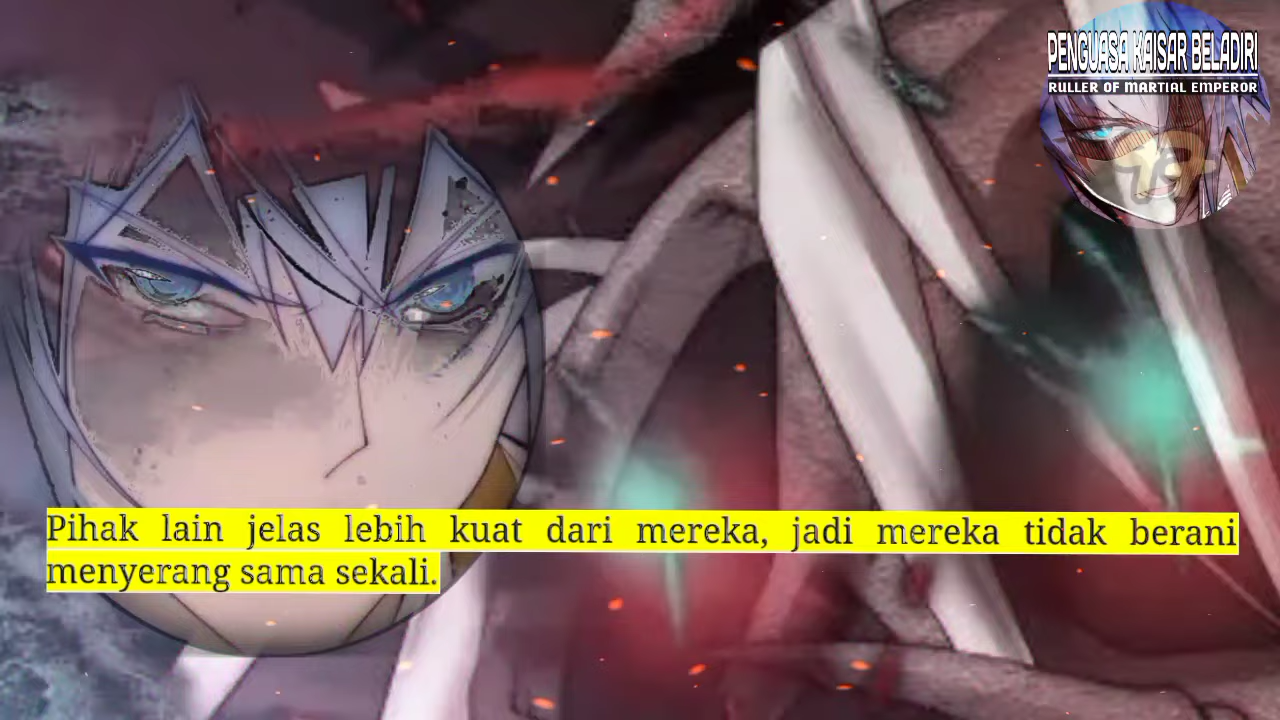 PENGUASA KAISAR BELADIRI
RULLER OF MARTIAL EMPEROR
Pihak lain jelas lebih kuat dari mereka, jadi mereka tidak berani
menyerang sama sekali.